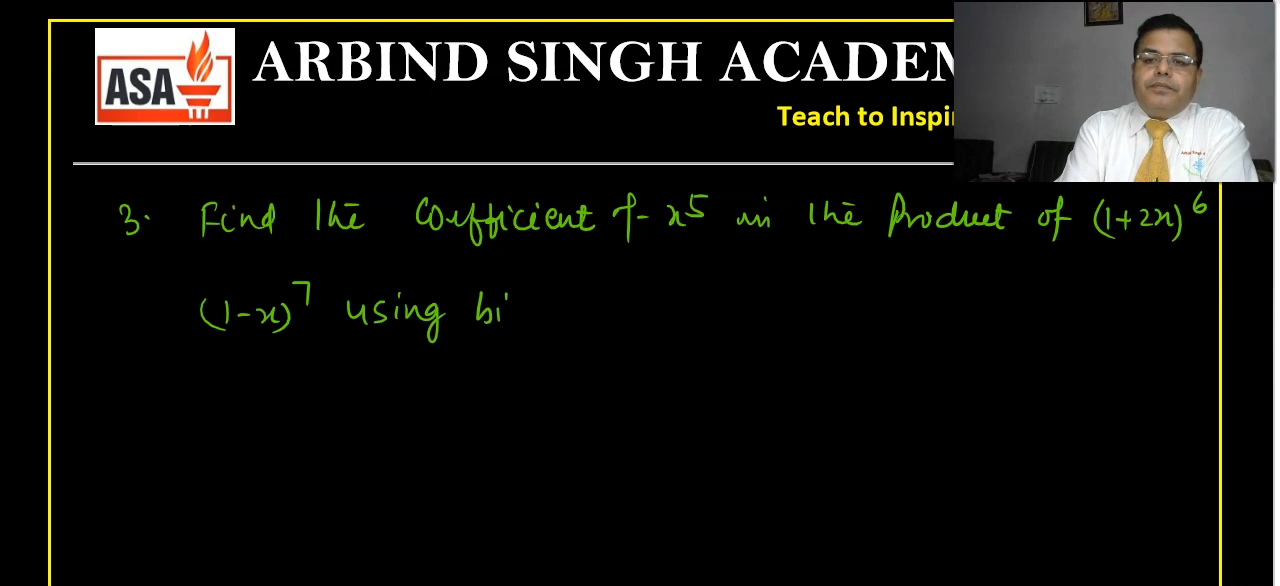 ASA
ARBIND SINGH ACADEM
Teach to Inspi
3. Find the Coefficient of x⁵ in the Product of (1+2x)⁶
(1-x)⁷ using bi